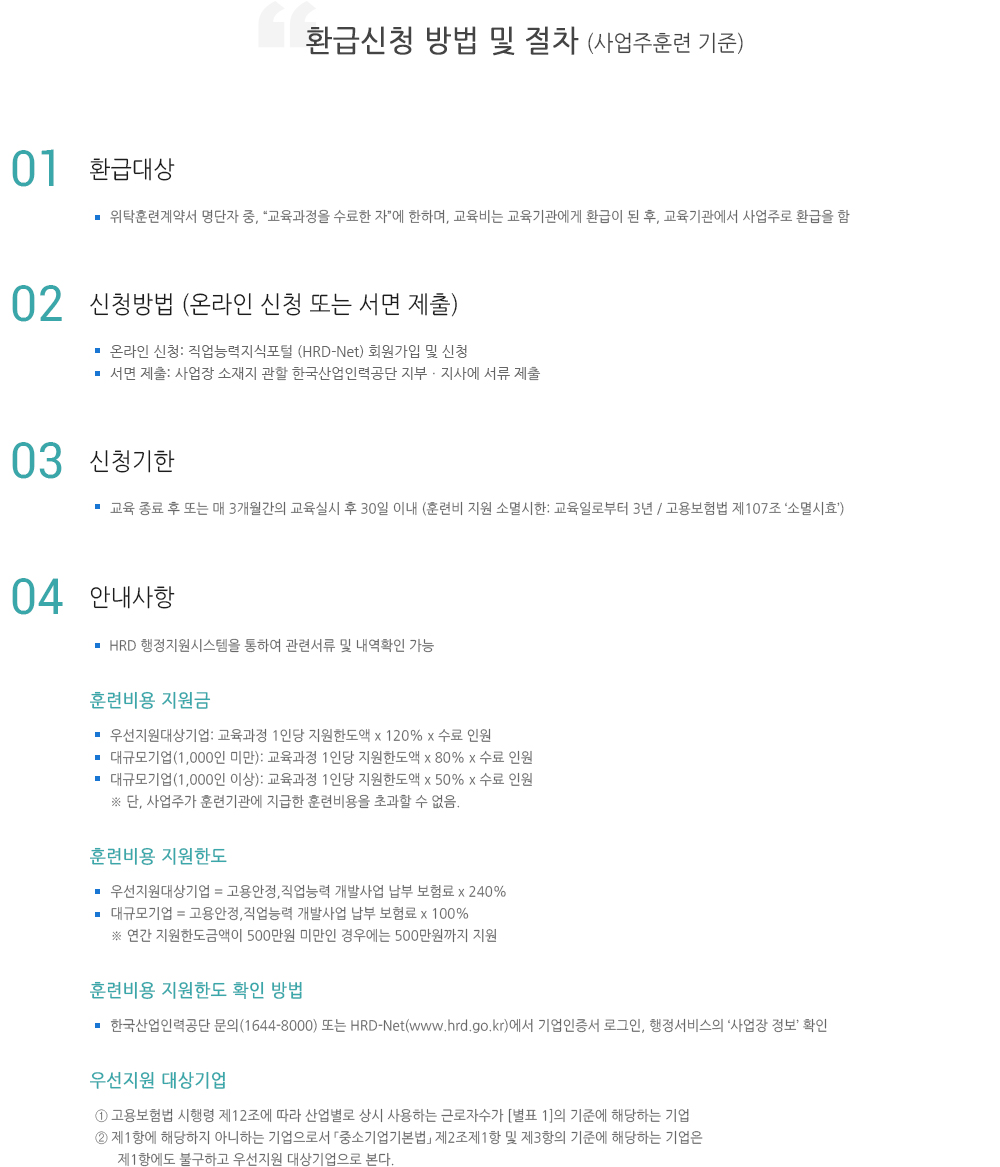 “ 환급신청 방법 및 절차 (사업주훈련 기준)
01 환급대상
▪ 위탁훈련계약서 명단자 중, “교육과정을 수료한 자”에 한하며, 교육비는 교육기관에게 환급이 된 후, 교육기관에서 사업주로 환급을 함
02 신청방법 (온라인 신청 또는 서면 제출)
▪ 온라인 신청: 직업능력지식포털 (HRD-Net) 회원가입 및 신청
▪ 서면 제출: 사업장 소재지 관할 한국산업인력공단 지부 · 지사에 서류 제출
03 신청기한
▪ 교육 종료 후 또는 매 3개월간의 교육실시 후 30일 이내 (훈련비 지원 소멸시한: 교육일로부터 3년 / 고용보험법 제107조 ‘소멸시효’)
04 안내사항
▪ HRD 행정지원시스템을 통하여 관련서류 및 내역확인 가능
훈련비용 지원금
▪ 우선지원대상기업: 교육과정 1인당 지원한도액 x 120% x 수료 인원
▪ 대규모기업(1,000인 미만): 교육과정 1인당 지원한도액 x 80% x 수료 인원
▪ 대규모기업(1,000인 이상): 교육과정 1인당 지원한도액 x 50% x 수료 인원
※ 단, 사업주가 훈련기관에 지급한 훈련비용을 초과할 수 없음.
훈련비용 지원한도
▪ 우선지원대상기업 = 고용안정,직업능력 개발사업 납부 보험료 x 240%
▪ 대규모기업 = 고용안정,직업능력 개발사업 납부 보험료 x 100%
※ 연간 지원한도금액이 500만원 미만인 경우에는 500만원까지 지원
훈련비용 지원한도 확인 방법
▪ 한국산업인력공단 문의(1644-8000) 또는 HRD-Net(www.hrd.go.kr)에서 기업인증서 로그인, 행정서비스의 ‘사업장 정보’ 확인
우선지원 대상기업
① 고용보험법 시행령 제12조에 따라 산업별로 상시 사용하는 근로자수가 [별표 1]의 기준에 해당하는 기업
② 제1항에 해당하지 아니하는 기업으로서 「중소기업기본법」 제2조제1항 및 제3항의 기준에 해당하는 기업은
제1항에도 불구하고 우선지원 대상기업으로 본다.